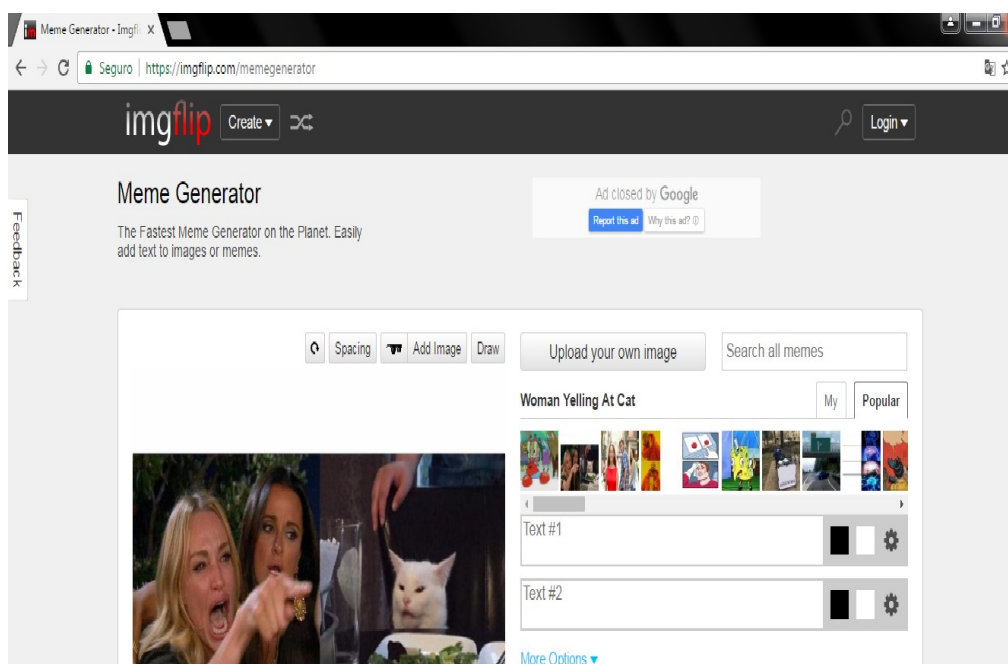 Meme Generator - Imgfl
Seguro | https://imgflip.com/memegenerator
imgflip
Create ▾
Login ▾
Feedback
Meme Generator
The Fastest Meme Generator on the Planet. Easily
add text to images or memes.
Ad closed by Google
Report this ad
Why this ad?
Spacing
Add Image
Draw
Upload your own image
Search all memes
Woman Yelling At Cat
My
Popular
Text #1
Text #2
More Options ▾